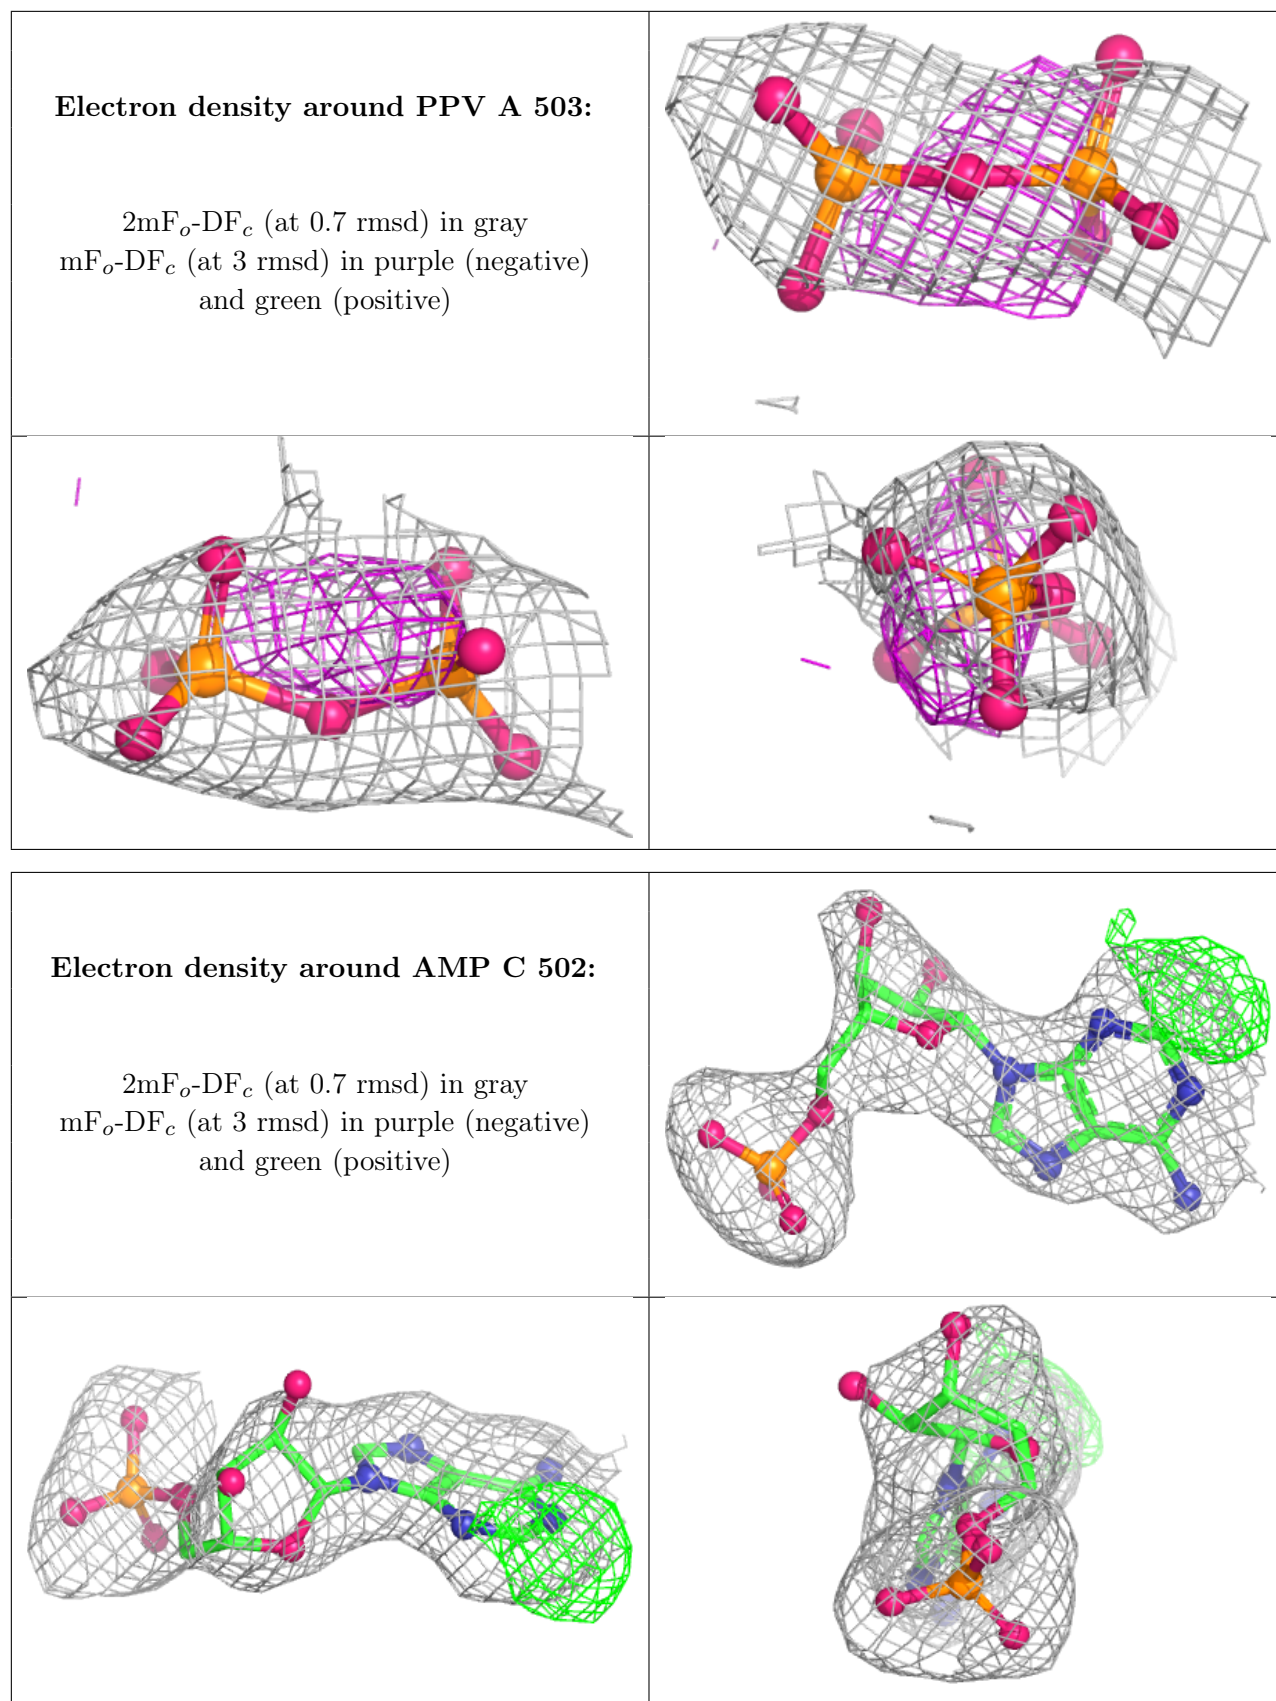 Electron density around PPV A 503:
2mFo-DFc (at 0.7 rmsd) in gray
mFo-DFc (at 3 rmsd) in purple (negative)
and green (positive)
Electron density around AMP C 502:
2mFo-DFc (at 0.7 rmsd) in gray
mFo-DFc (at 3 rmsd) in purple (negative)
and green (positive)